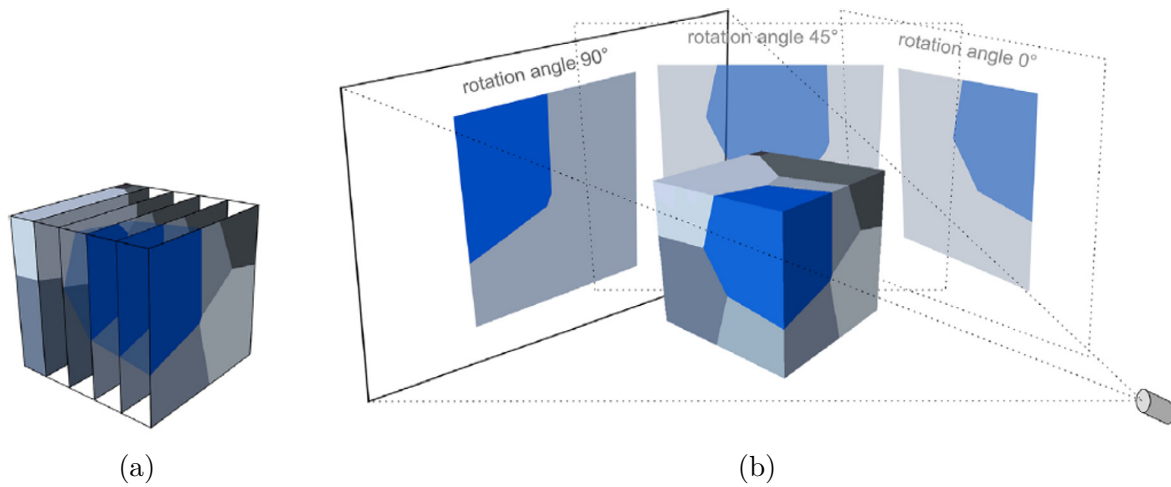 rotation angle 90°
rotation angle 45°
rotation angle 0°
(a)
(b)